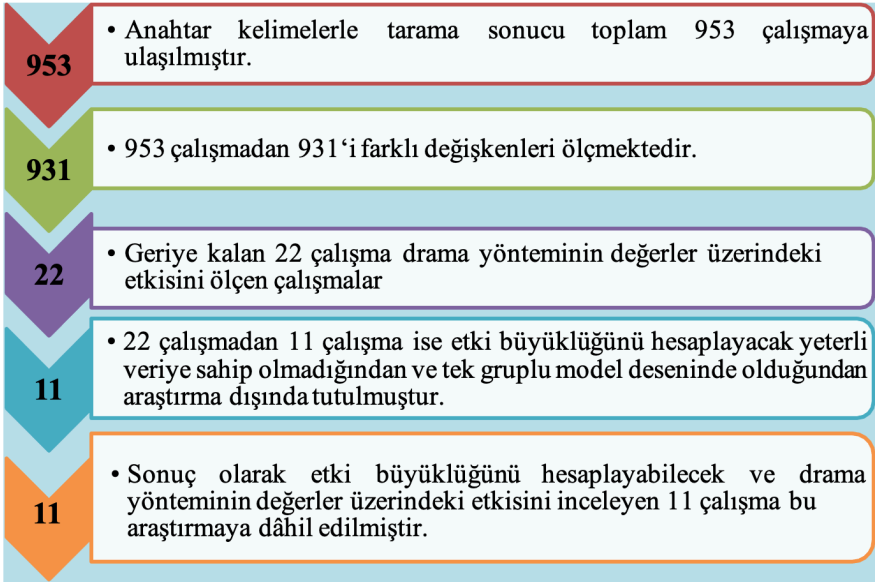 953
• Anahtar kelimelerle tarama sonucu toplam 953 çalışmaya
ulaşılmıştır.
931
• 953 çalışmadan 931‘i farklı değişkenleri ölçmektedir.
22
• Geriye kalan 22 çalışma drama yönteminin değerler üzerindeki
etkisini ölçen çalışmalar
11
• 22 çalışmadan 11 çalışma ise etki büyüklüğünü hesaplayacak yeterli
veriye sahip olmadığından ve tek gruplu model deseninde olduğundan
araştırma dışında tutulmuştur.
11
• Sonuç olarak etki büyüklüğünü hesaplayabilecek ve drama
yönteminin değerler üzerindeki etkisini inceleyen 11 çalışma bu
araştırmaya dâhil edilmiştir.